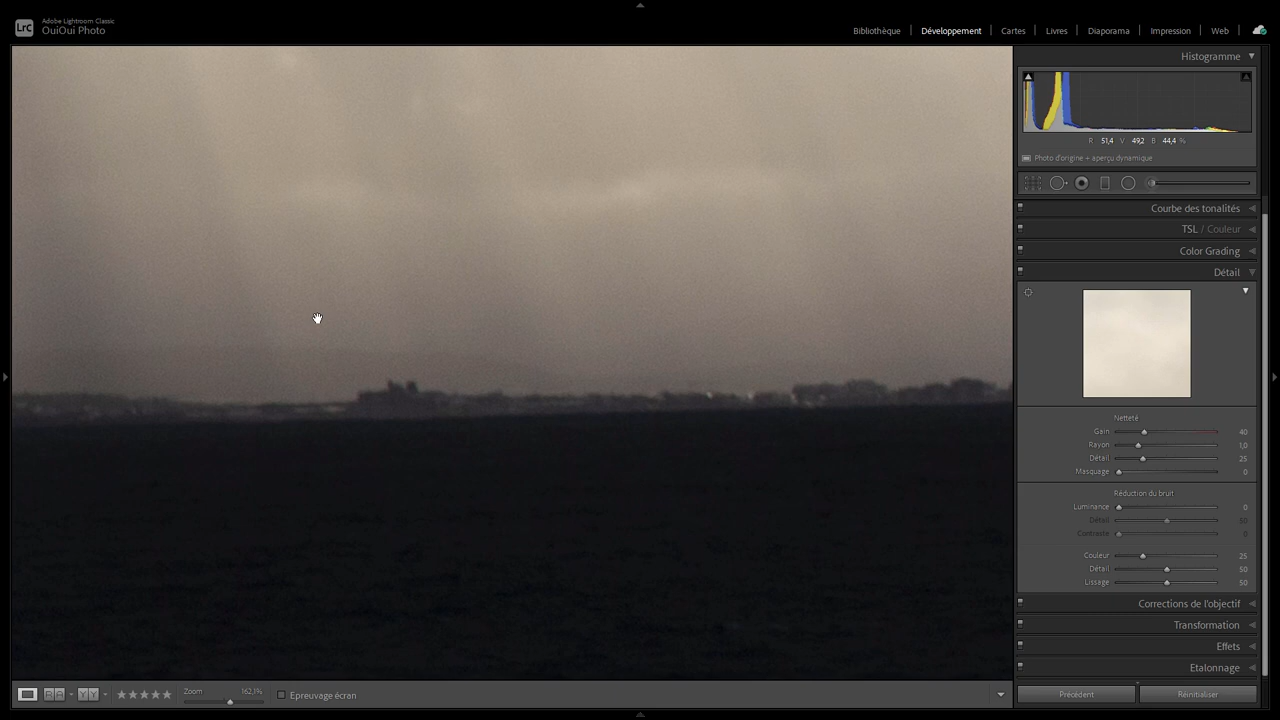 Lrc
Adobe Lightroom Classic
OuiOui Photo
Bibliothèque | Développement | Cartes | Livres | Diaporama | Impression | Web |
Histogramme
R 51,4 V 49,2 B 44,4 %
Photo d'origine + aperçu dynamique
Courbe des tonalités
TSL / Couleur
Color Grading
Détail
Netteté
Gain 40
Rayon 1,0
Détail 25
Masquage 0
Réduction du bruit
Luminance 0
Détail 50
Contraste 0
Couleur 25
Détail 50
Lissage 50
Corrections de l'objectif
Transformation
Effets
Etalonnage
Zoom 162,1%
Epreuvage écran
Précédent
Réinitialiser